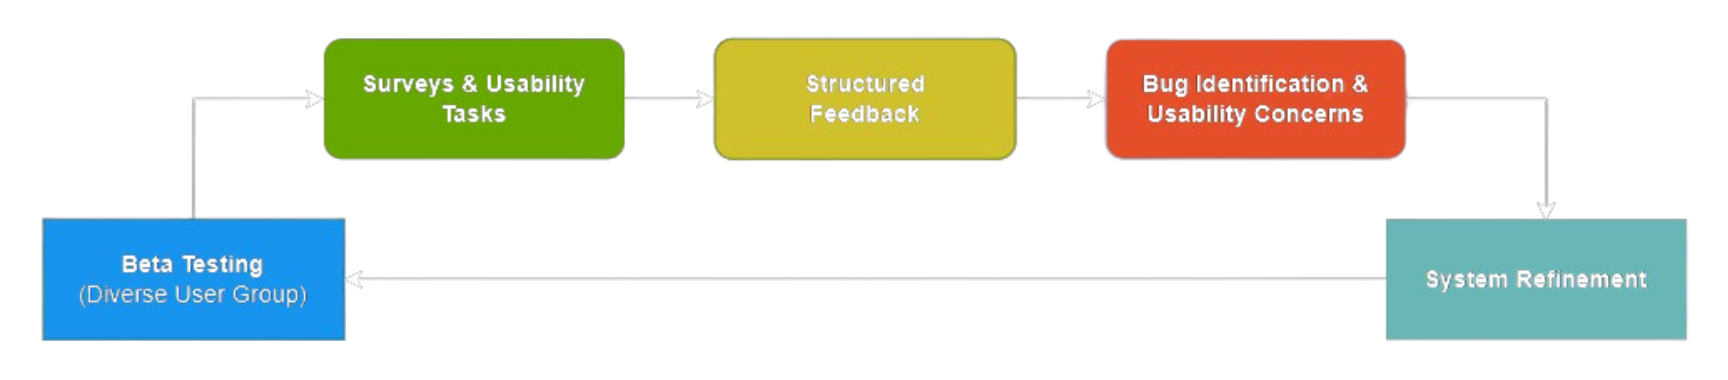 Surveys & Usability
Tasks
Structured
Feedback
Bug Identification &
Usability Concerns
Beta Testing
(Diverse User Group)
System Refinement